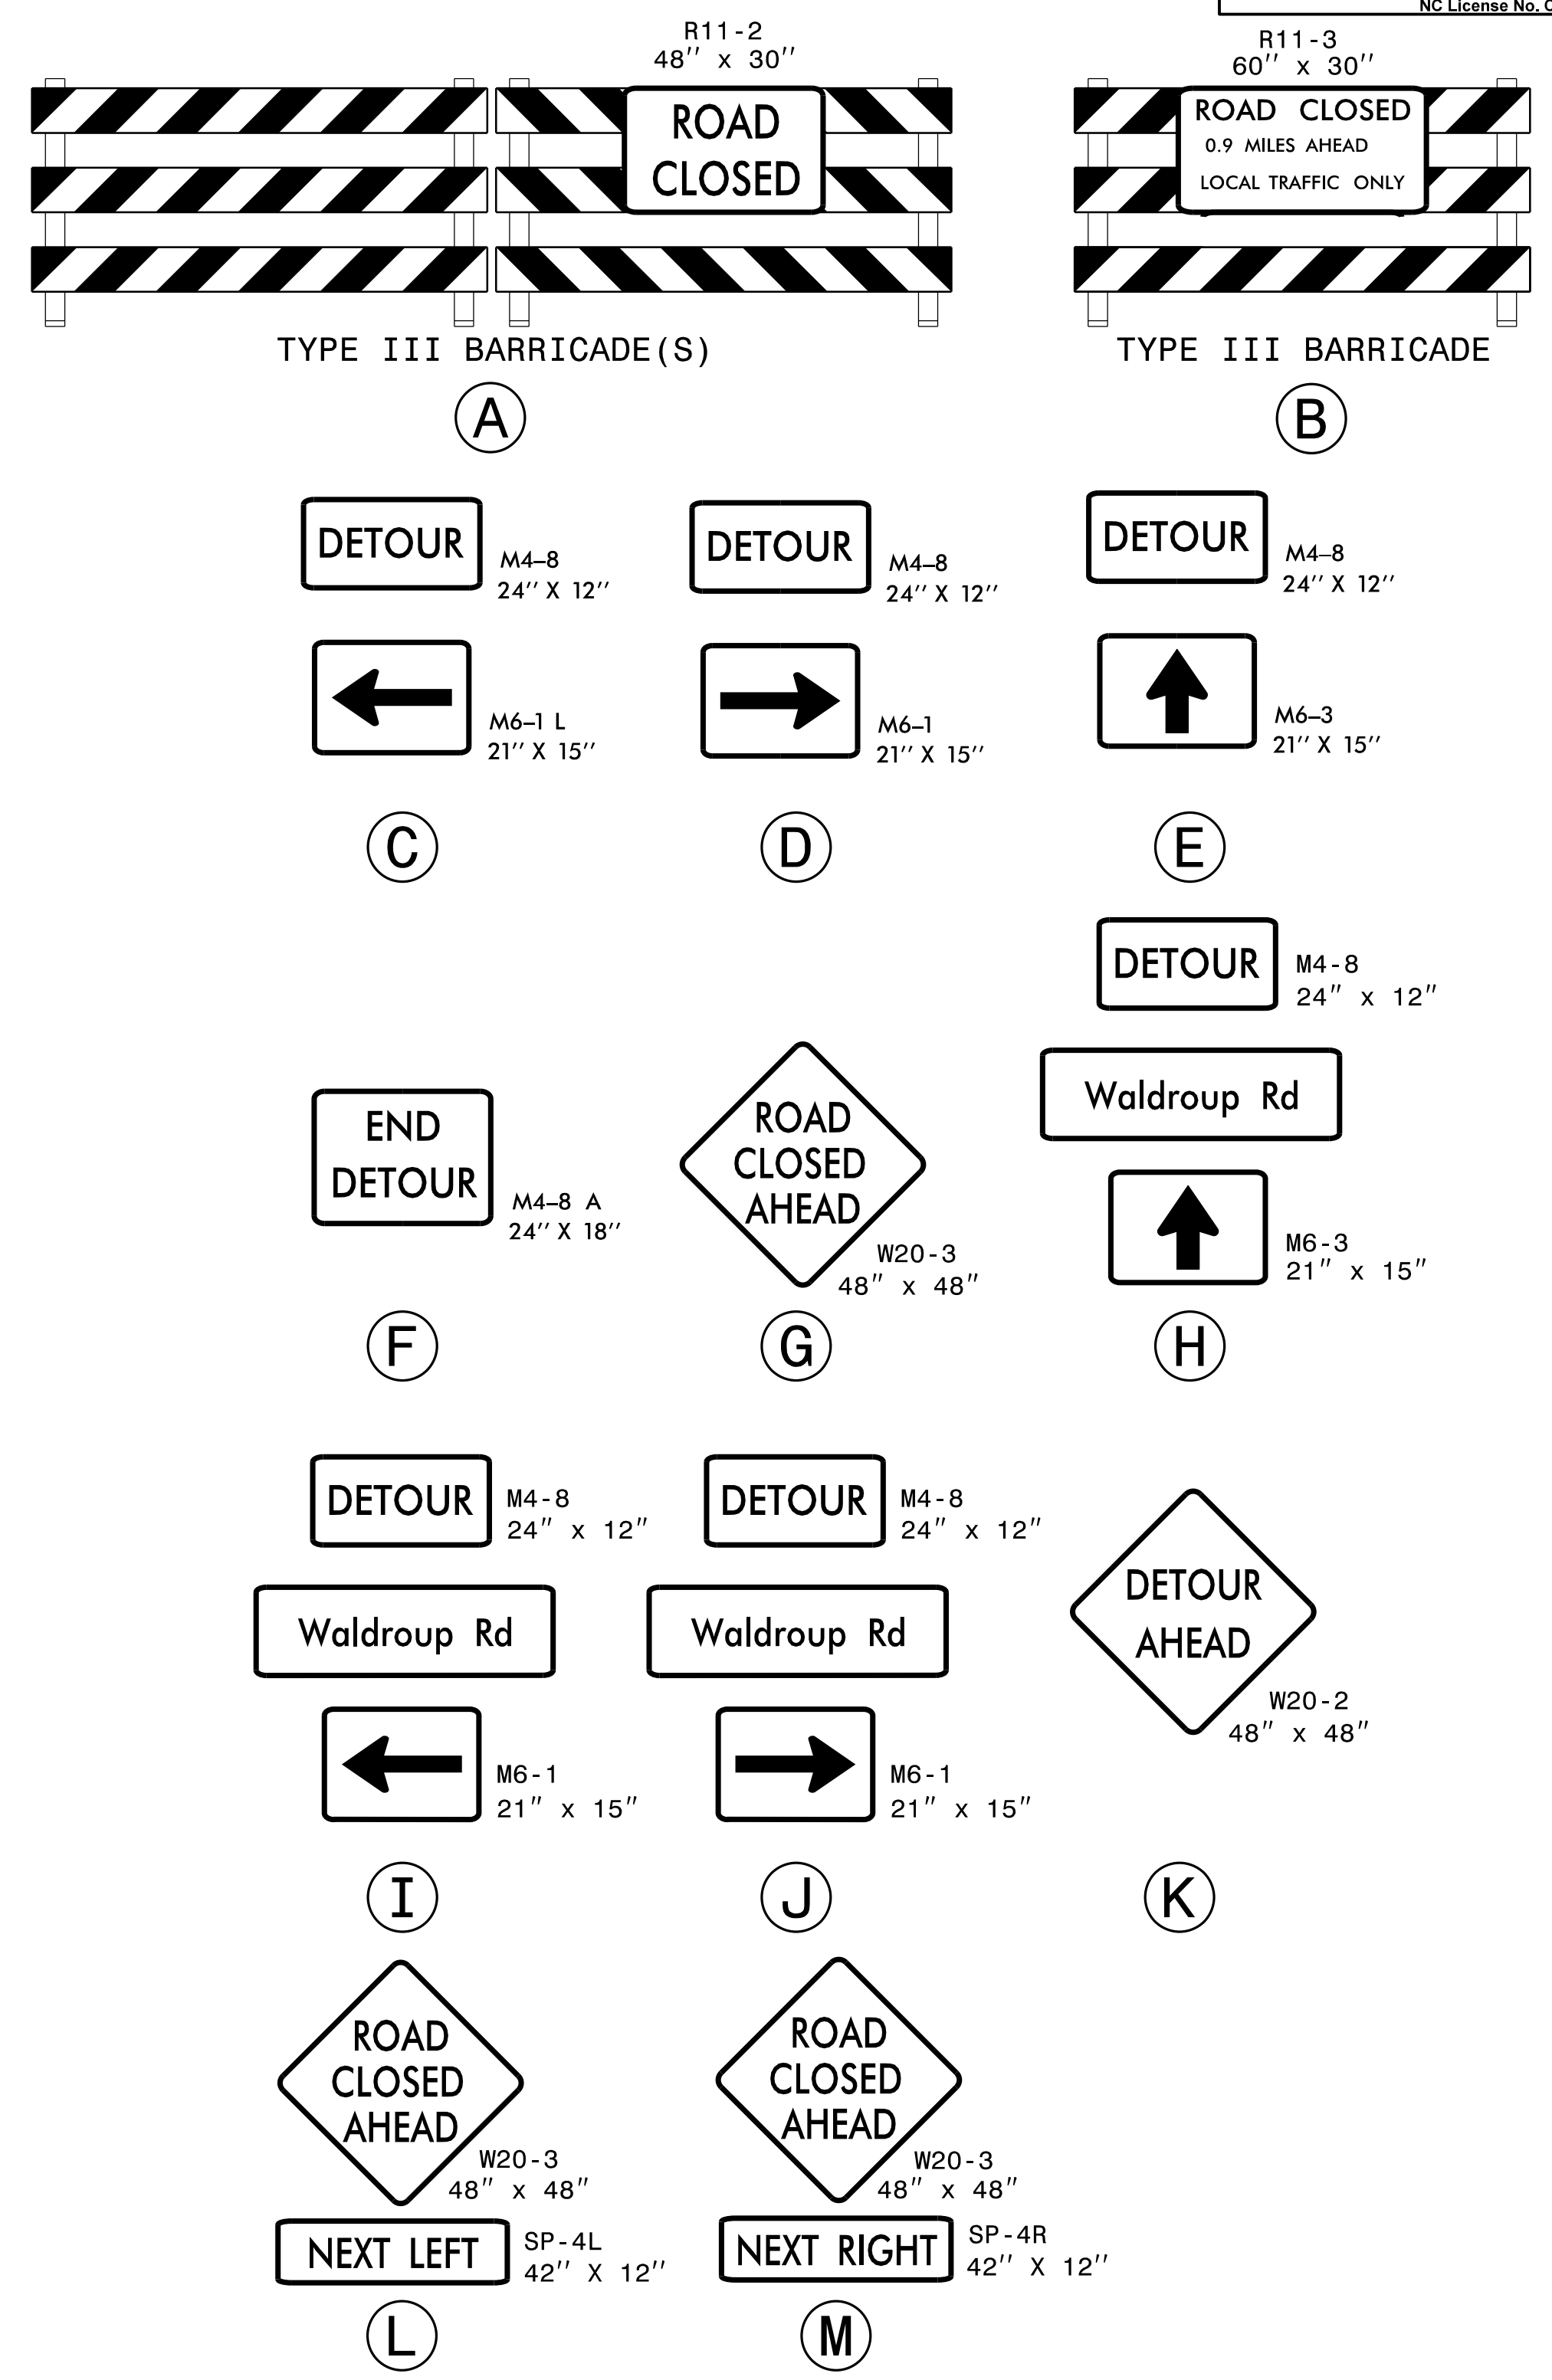 NC License No.
R11-2
48" x 30"
ROAD
CLOSED
TYPE III BARRICADE(S)
A
R11-3
60" x 30"
ROAD CLOSED
0.9 MILES AHEAD
LOCAL TRAFFIC ONLY
TYPE III BARRICADE
B
DETOUR
M4-8
24" X 12"
M6-1 L
21" X 15"
C
DETOUR
M4-8
24" X 12"
M6-1
21" X 15"
D
DETOUR
M4-8
24" X 12"
M6-3
21" X 15"
E
END
DETOUR
M4-8 A
24" X 18"
F
ROAD
CLOSED
AHEAD
W20-3
48" x 48"
G
DETOUR
M4-8
24" x 12"
Waldroup Rd
M6-3
21" x 15"
H
DETOUR
M4-8
24" x 12"
Waldroup Rd
M6-1
21" x 15"
I
DETOUR
M4-8
24" x 12"
Waldroup Rd
M6-1
21" x 15"
J
DETOUR
AHEAD
W20-2
48" x 48"
K
ROAD
CLOSED
AHEAD
W20-3
48" x 48"
NEXT LEFT
SP-4L
42" X 12"
L
ROAD
CLOSED
AHEAD
W20-3
48" x 48"
NEXT RIGHT
SP-4R
42" X 12"
M